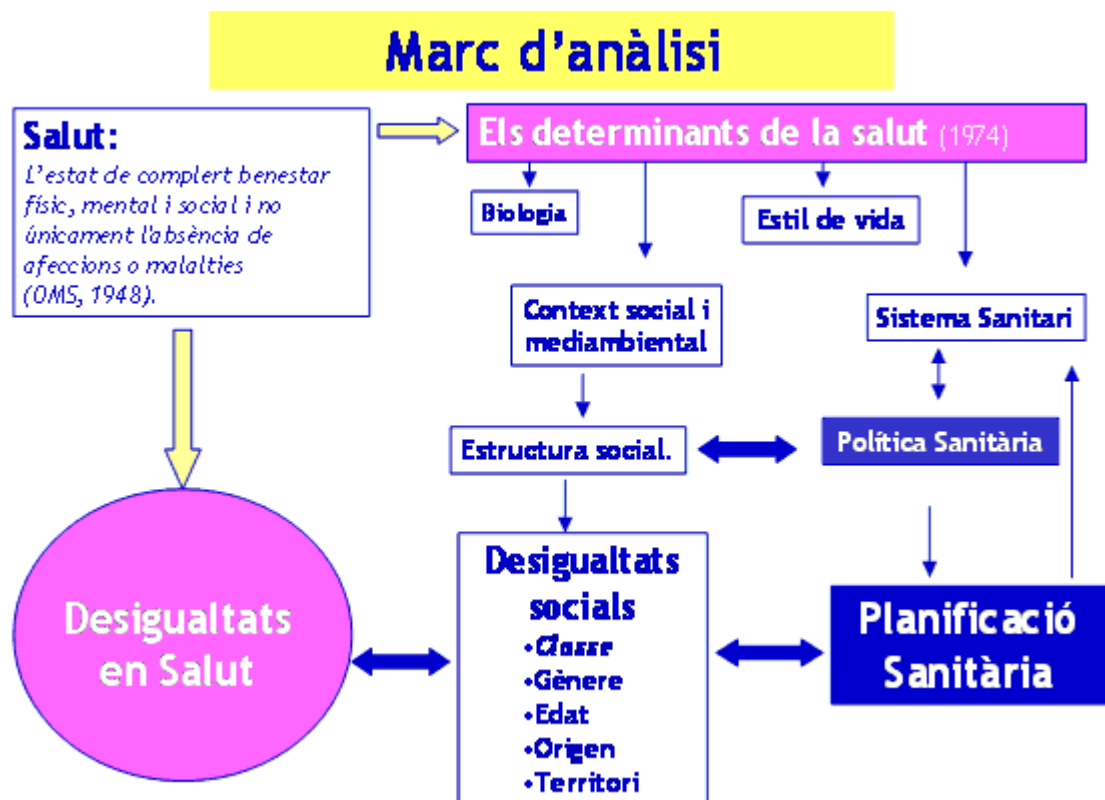 Marc d'anàlisi
Salut:
L'estat de complert benestar
físic, mental i social i no
únicament l'absència de
afeccions o malalties
(OMS, 1948).
Els determinants de la salut (1974)
Biologia
Estil de vida
Context social i
mediambiental
Sistema Sanitari
Estructura social.
Política Sanitària
Desigualtats
en Salut
Desigualtats
socials
•Classe
•Gènere
•Edat
•Origen
•Territori
Planificació
Sanitària